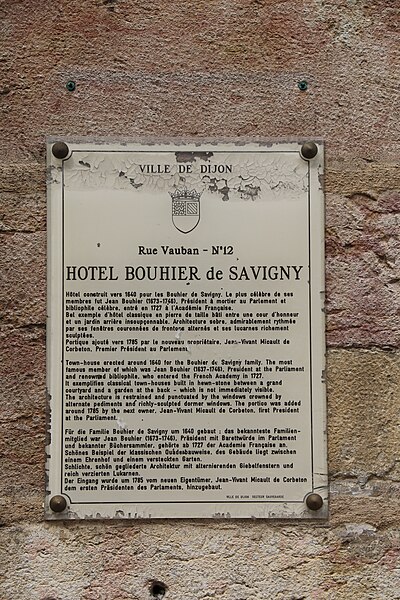 VILLE DE DIJON
Rue Vauban - N°12
HOTEL BOUHIER de SAVIGNY
Hôtel construit vers 1640 pour les Bouhier de Savigny. Le plus célèbre de ses
membres fut Jean Bouhier (1673-1746), Président à mortier au Parlement et
bibliophile célèbre, entré en 1727 à l'Académie Française.
Bel exemple d'hôtel classique en pierre de taille bâti entre une cour d'honneur
et un jardin arrière insoupçonnable. Architecture sobre, admirablement rythmée
par ses fenêtres couronnées de frontons alternés et ses lucarnes richement
sculptées.
Portique ajouté vers 1785 par le nouveau propriétaire, Jean-Vivant Micault de
Corbeton, Premier Président au Parlement.
Town-house erected around 1640 for the Bouhier de Savigny family. The most
famous member of which was Jean Bouhier (1637-1746), President at the Parliament
and renowned bibliophile, who entered the French Academy in 1727.
It exemplifies classical town-houses built in hewn-stone between a grand
courtyard and a garden at the back - which is not immediately visible.
The architecture is restrained and punctuated by the windows crowned by
alternate pediments and richly-sculpted dormer windows. The portico was added
around 1785 by the next owner, Jean-Vivant Micault de Corbeton, first President
at the Parliament.
Für die Familie Bouhier de Savigny um 1640 gebaut ; das bekannteste Familien-
mitglied war Jean Bouhier (1673-1746), Präsident mit Barettwürde im Parlament
und bekannter Büchersammler, gehörte ab 1727 der Academie Française an.
Schönes Beispiel der klassischen Gebäudebauweise, das Gebäude liegt zwischen
einem Ehrenhof und einem versteckten Garten.
Schlichte, schön gegliederte Architektur mit alternierenden Giebelfenstern und
reich verzierten Lukarnen.
Der Eingang wurde um 1785 vom neuen Eigentümer, Jean-Vivant Micault de Corbeton
dem ersten Präsidenten des Parlaments, hinzugebaut.
VILLE DE DIJON SECTEUR SAUVEGARDE